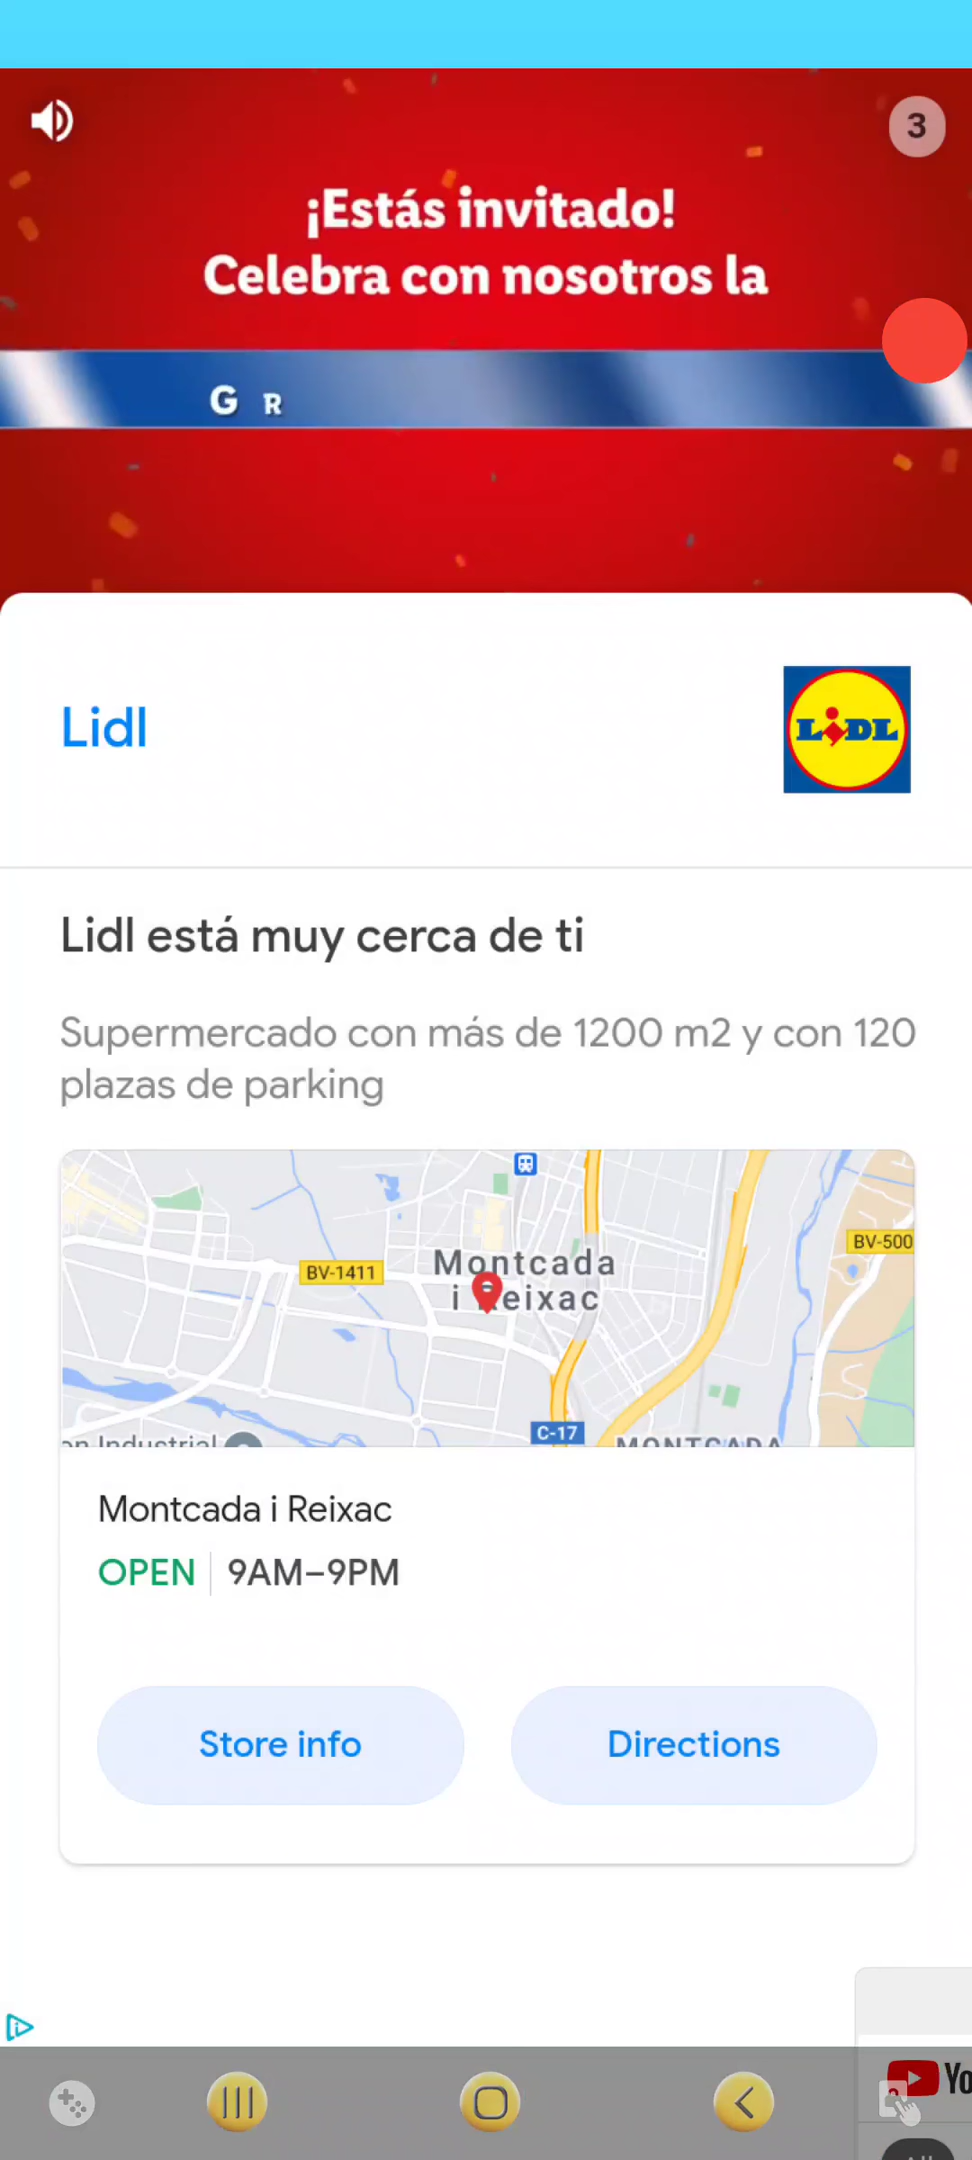 3
¡Estás invitado!
Celebra con nosotros la
G R
Lidl
LIDL
Lidl está muy cerca de ti
Supermercado con más de 1200 m2 y con 120
plazas de parking
BV-500
BV-1411
Montcada
i Reixac
C-17
Industrial
MONTCADA
Montcada i Reixac
OPEN 9AM–9PM
Store info
Directions